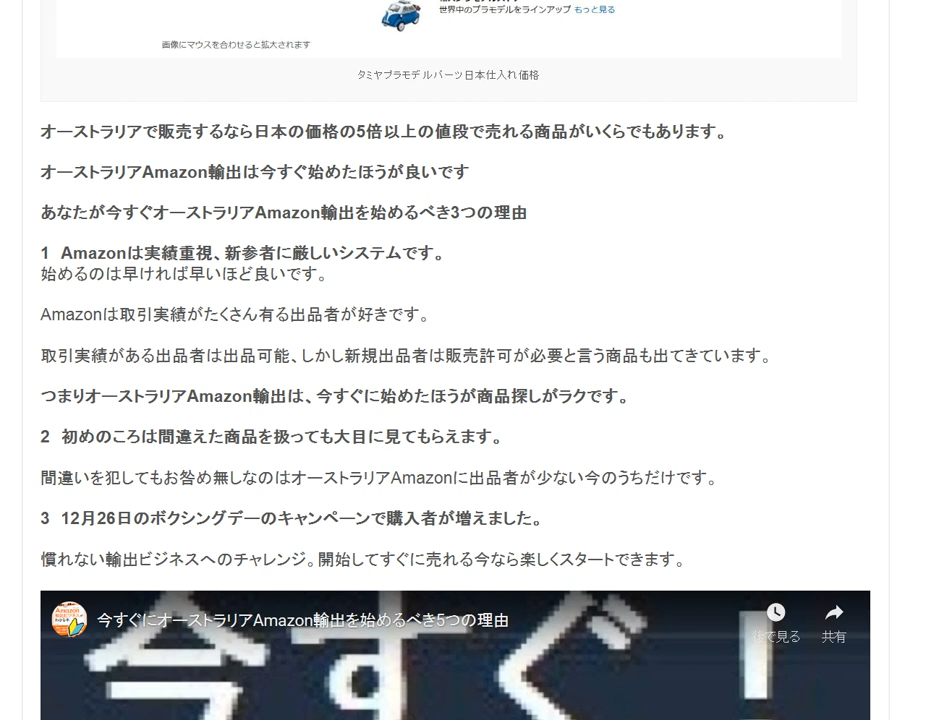 世界中のプラモデルをラインアップ もっと見る
画像にマウスを合わせると拡大されます
タミヤプラモデルパーツ日本仕入れ価格
オーストラリアで販売するなら日本の価格の5倍以上の値段で売れる商品がいくらでもあります。
オーストラリアAmazon輸出は今すぐ始めたほうが良いです
あなたが今すぐオーストラリアAmazon輸出を始めるべき3つの理由
1　Amazonは実績重視、新参者に厳しいシステムです。
始めるのは早ければ早いほど良いです。
Amazonは取引実績がたくさん有る出品者が好きです。
取引実績がある出品者は出品可能、しかし新規出品者は販売許可が必要と言う商品も出てきています。
つまりオーストラリアAmazon輸出は、今すぐに始めたほうが商品探しがラクです。
2　初めのころは間違えた商品を扱っても大目に見てもらえます。
間違いを犯してもお咎め無しなのはオーストラリアAmazonに出品者が少ない今のうちだけです。
3　12月26日のボクシングデーのキャンペーンで購入者が増えました。
慣れない輸出ビジネスへのチャレンジ。開始してすぐに売れる今なら楽しくスタートできます。
Amazon
今すぐにオーストラリアAmazon輸出を始めるべき5つの理由
後で見る 共有
今すぐ！